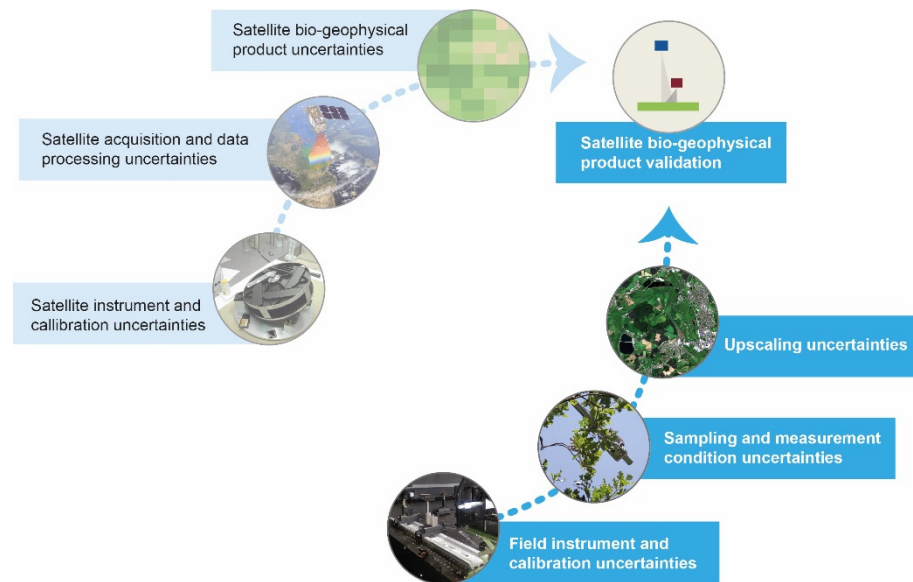 Satellite bio-geophysical
product uncertainties
Satellite acquisition and data
processing uncertainties
Satellite instrument and
callibration uncertainties
Satellite bio-geophysical
product validation
Upscaling uncertainties
Sampling and measurement
condition uncertainties
Field instrument and
calibration uncertainties